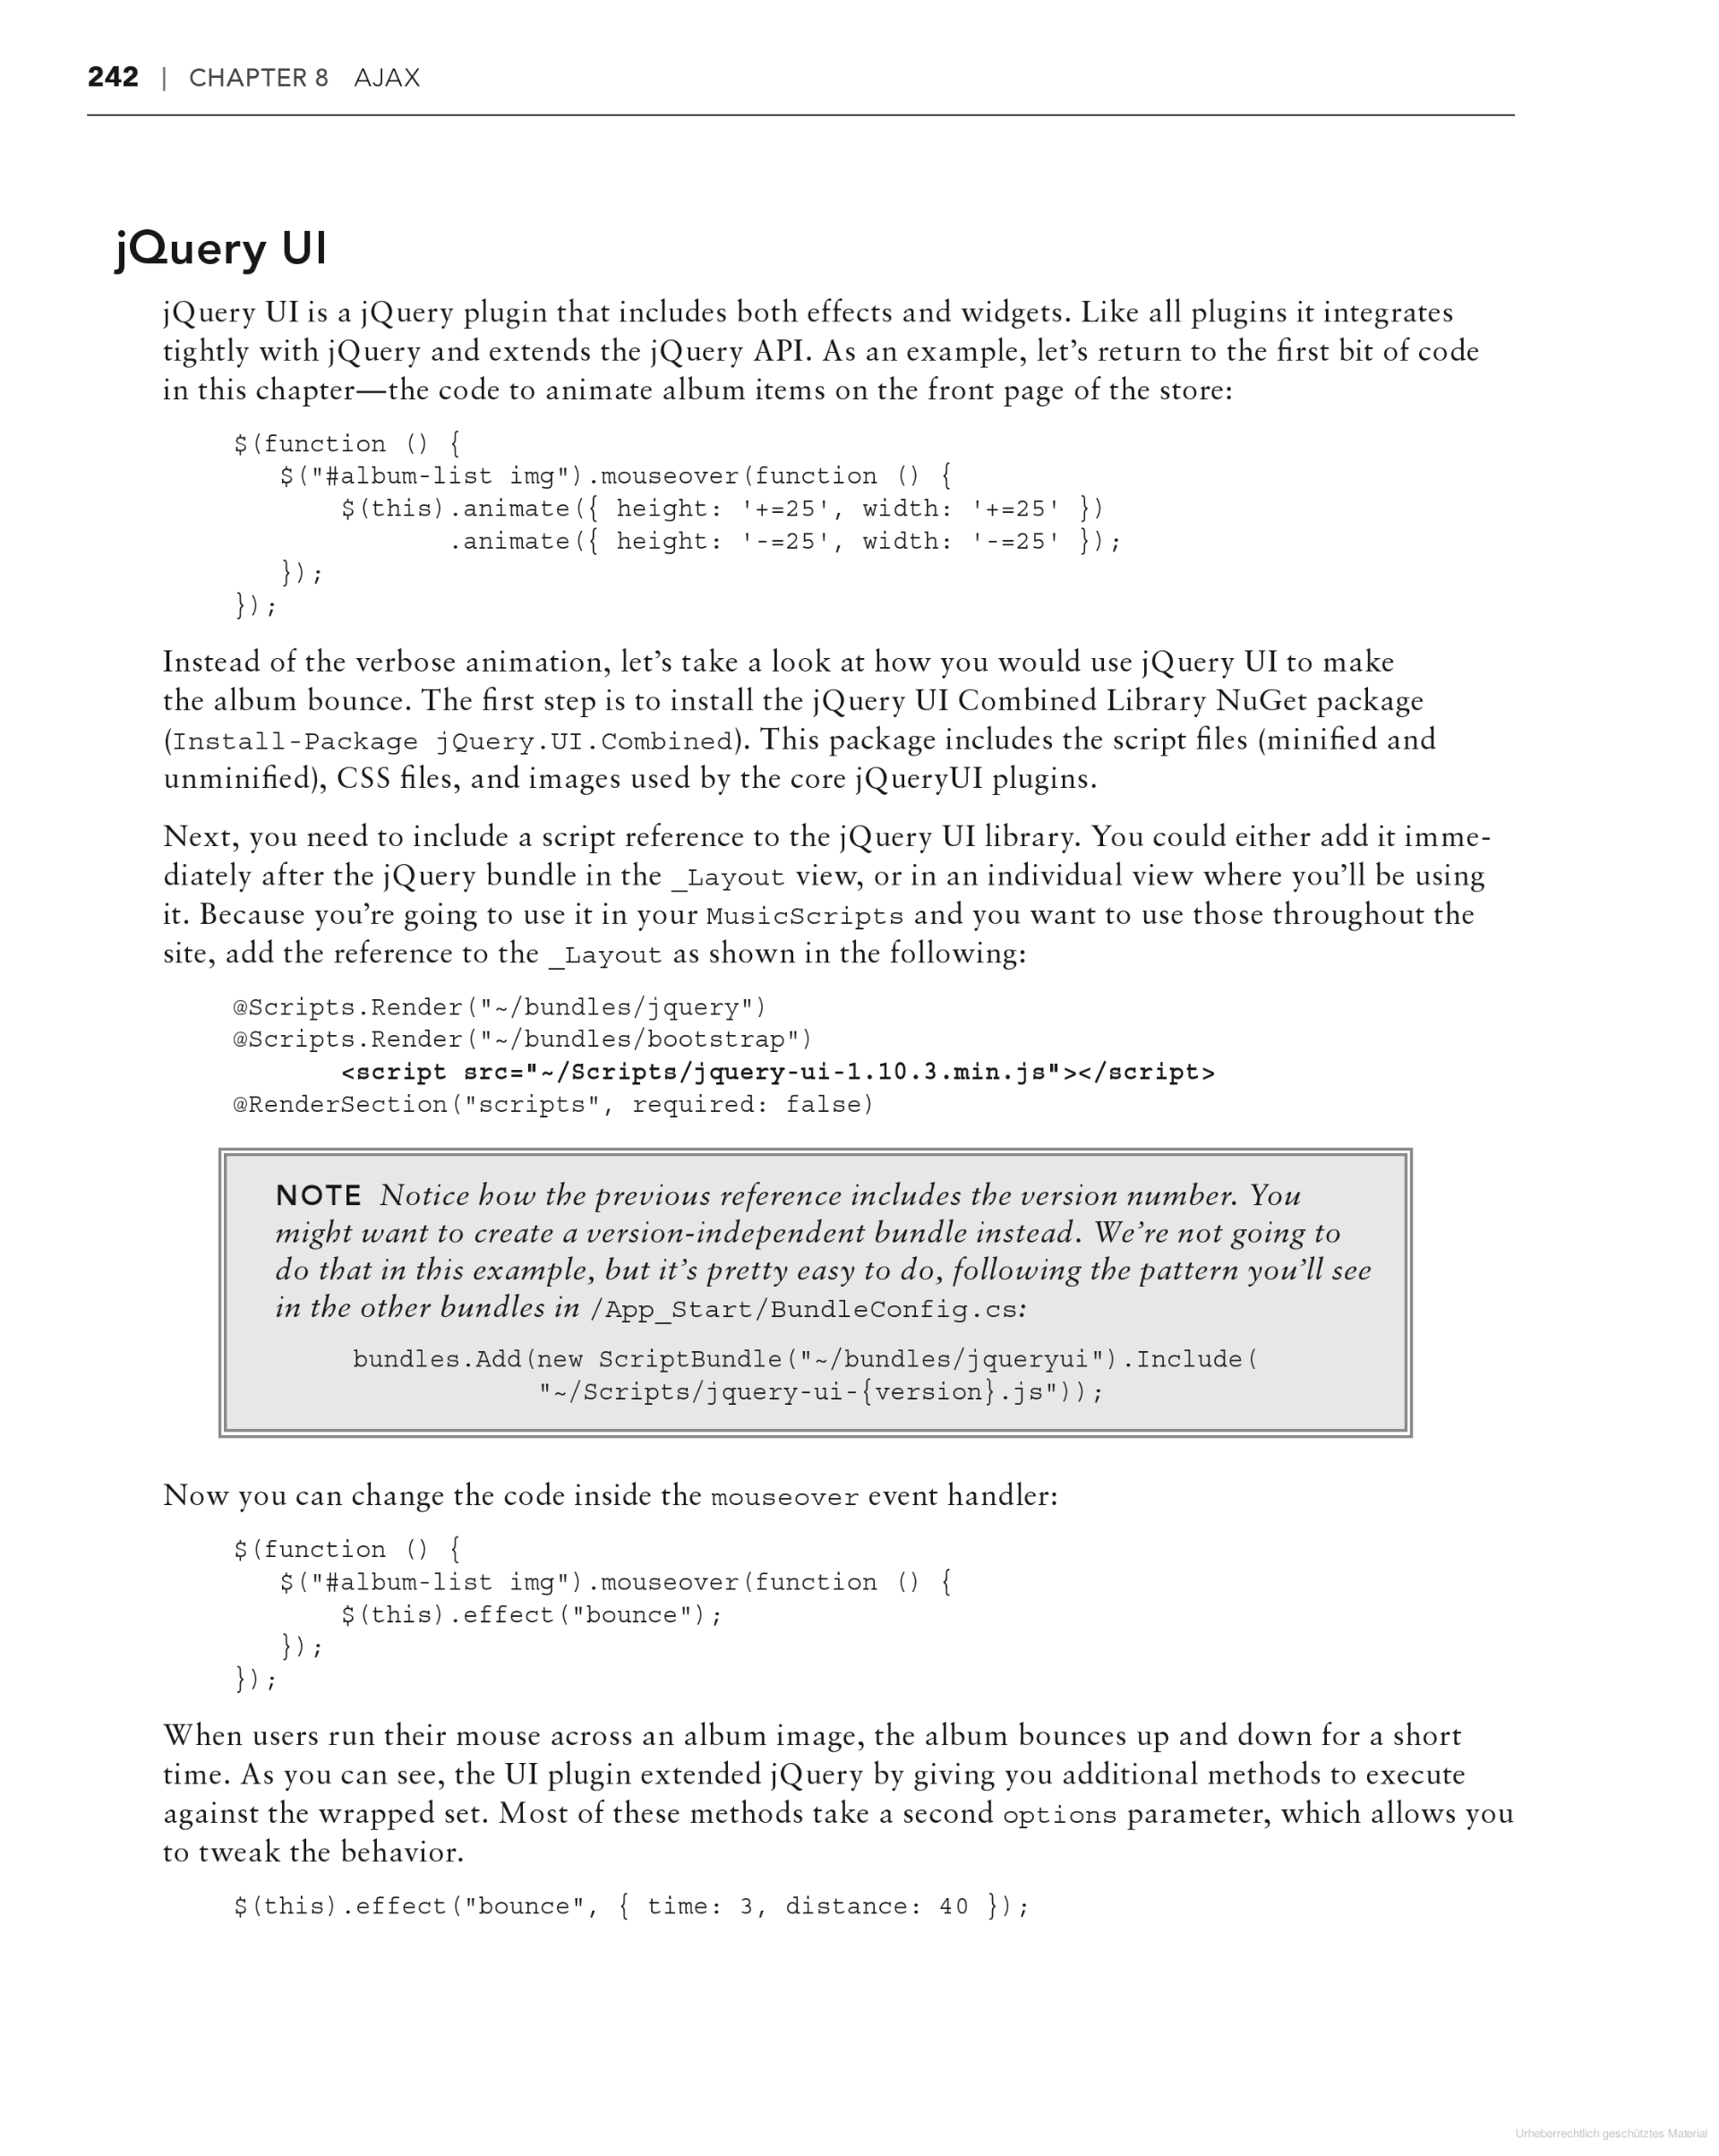 242 | CHAPTER 8 AJAX
jQuery UI
jQuery UI is a jQuery plugin that includes both effects and widgets. Like all plugins it integrates
tightly with jQuery and extends the jQuery API. As an example, let’s return to the first bit of code
in this chapter—the code to animate album items on the front page of the store:
$(function () {
   $("#album-list img").mouseover(function () {
       $(this).animate({ height: '+=25', width: '+=25' })
              .animate({ height: '-=25', width: '-=25' });
   });
});
Instead of the verbose animation, let’s take a look at how you would use jQuery UI to make
the album bounce. The first step is to install the jQuery UI Combined Library NuGet package
(Install-Package jQuery.UI.Combined). This package includes the script files (minified and
unminified), CSS files, and images used by the core jQueryUI plugins.
Next, you need to include a script reference to the jQuery UI library. You could either add it imme-
diately after the jQuery bundle in the _Layout view, or in an individual view where you’ll be using
it. Because you’re going to use it in your MusicScripts and you want to use those throughout the
site, add the reference to the _Layout as shown in the following:
@Scripts.Render("~/bundles/jquery")
@Scripts.Render("~/bundles/bootstrap")
       <script src="~/Scripts/jquery-ui-1.10.3.min.js"></script>
@RenderSection("scripts", required: false)
NOTE Notice how the previous reference includes the version number. You
might want to create a version-independent bundle instead. We’re not going to
do that in this example, but it’s pretty easy to do, following the pattern you’ll see
in the other bundles in /App_Start/BundleConfig.cs:
bundles.Add(new ScriptBundle("~/bundles/jqueryui").Include(
            "~/Scripts/jquery-ui-{version}.js"));
Now you can change the code inside the mouseover event handler:
$(function () {
   $("#album-list img").mouseover(function () {
       $(this).effect("bounce");
   });
});
When users run their mouse across an album image, the album bounces up and down for a short
time. As you can see, the UI plugin extended jQuery by giving you additional methods to execute
against the wrapped set. Most of these methods take a second options parameter, which allows you
to tweak the behavior.
$(this).effect("bounce", { time: 3, distance: 40 });
Urheberrechtlich geschütztes Material